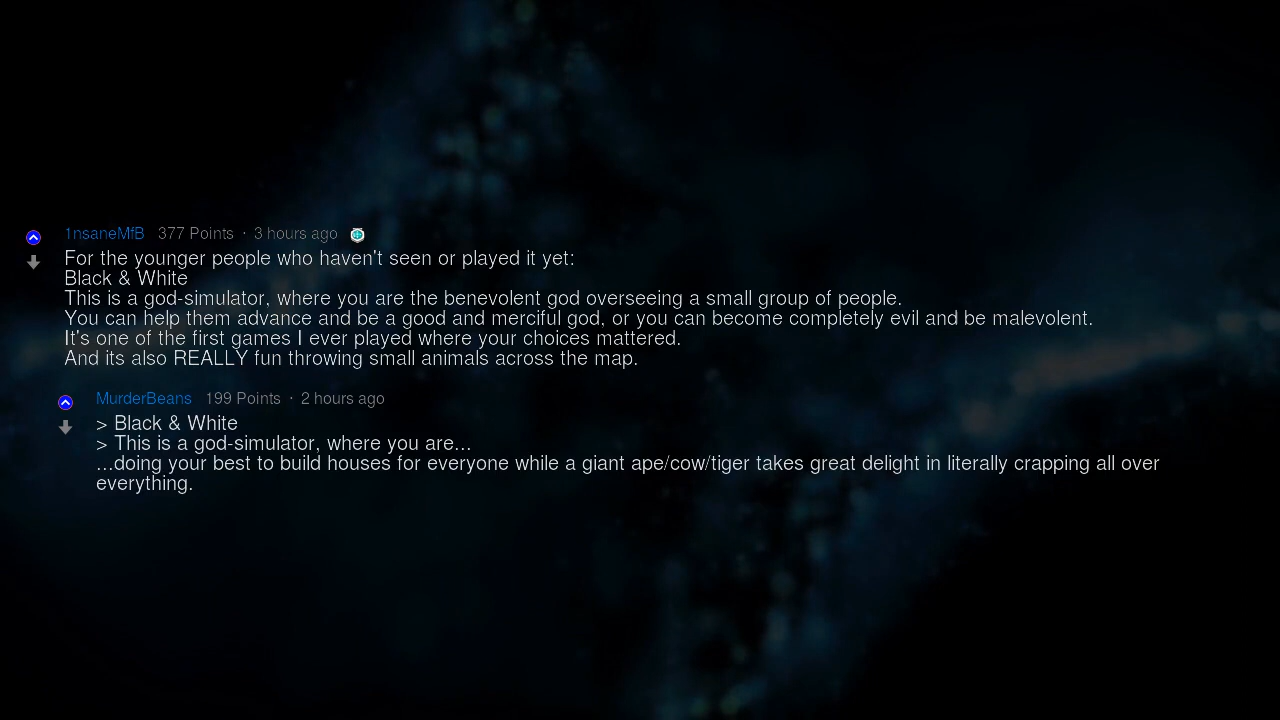 1nsaneMfB 377 Points · 3 hours ago
For the younger people who haven't seen or played it yet:
Black & White
This is a god-simulator, where you are the benevolent god overseeing a small group of people.
You can help them advance and be a good and merciful god, or you can become completely evil and be malevolent.
It's one of the first games I ever played where your choices mattered.
And its also REALLY fun throwing small animals across the map.
MurderBeans 199 Points · 2 hours ago
> Black & White
> This is a god-simulator, where you are...
...doing your best to build houses for everyone while a giant ape/cow/tiger takes great delight in literally crapping all over
everything.